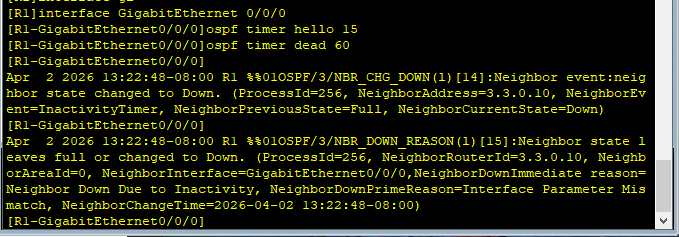 [R1]interface GigabitEthernet 0/0/0
[R1-GigabitEthernet0/0/0]ospf timer hello 15
[R1-GigabitEthernet0/0/0]ospf timer dead 60
[R1-GigabitEthernet0/0/0]
Apr  2 2026 13:22:48-08:00 R1 %%01OSPF/3/NBR_CHG_DOWN(l)[14]:Neighbor event:neig
hbor state changed to Down. (ProcessId=256, NeighborAddress=3.3.0.10, NeighborEv
ent=InactivityTimer, NeighborPreviousState=Full, NeighborCurrentState=Down)
[R1-GigabitEthernet0/0/0]
Apr  2 2026 13:22:48-08:00 R1 %%01OSPF/3/NBR_DOWN_REASON(l)[15]:Neighbor state l
eaves full or changed to Down. (ProcessId=256, NeighborRouterId=3.3.0.10, Neighb
orAreaId=0, NeighborInterface=GigabitEthernet0/0/0,NeighborDownImmediate reason=
Neighbor Down Due to Inactivity, NeighborDownPrimeReason=Interface Parameter Mis
match, NeighborChangeTime=2026-04-02 13:22:48-08:00)
[R1-GigabitEthernet0/0/0]